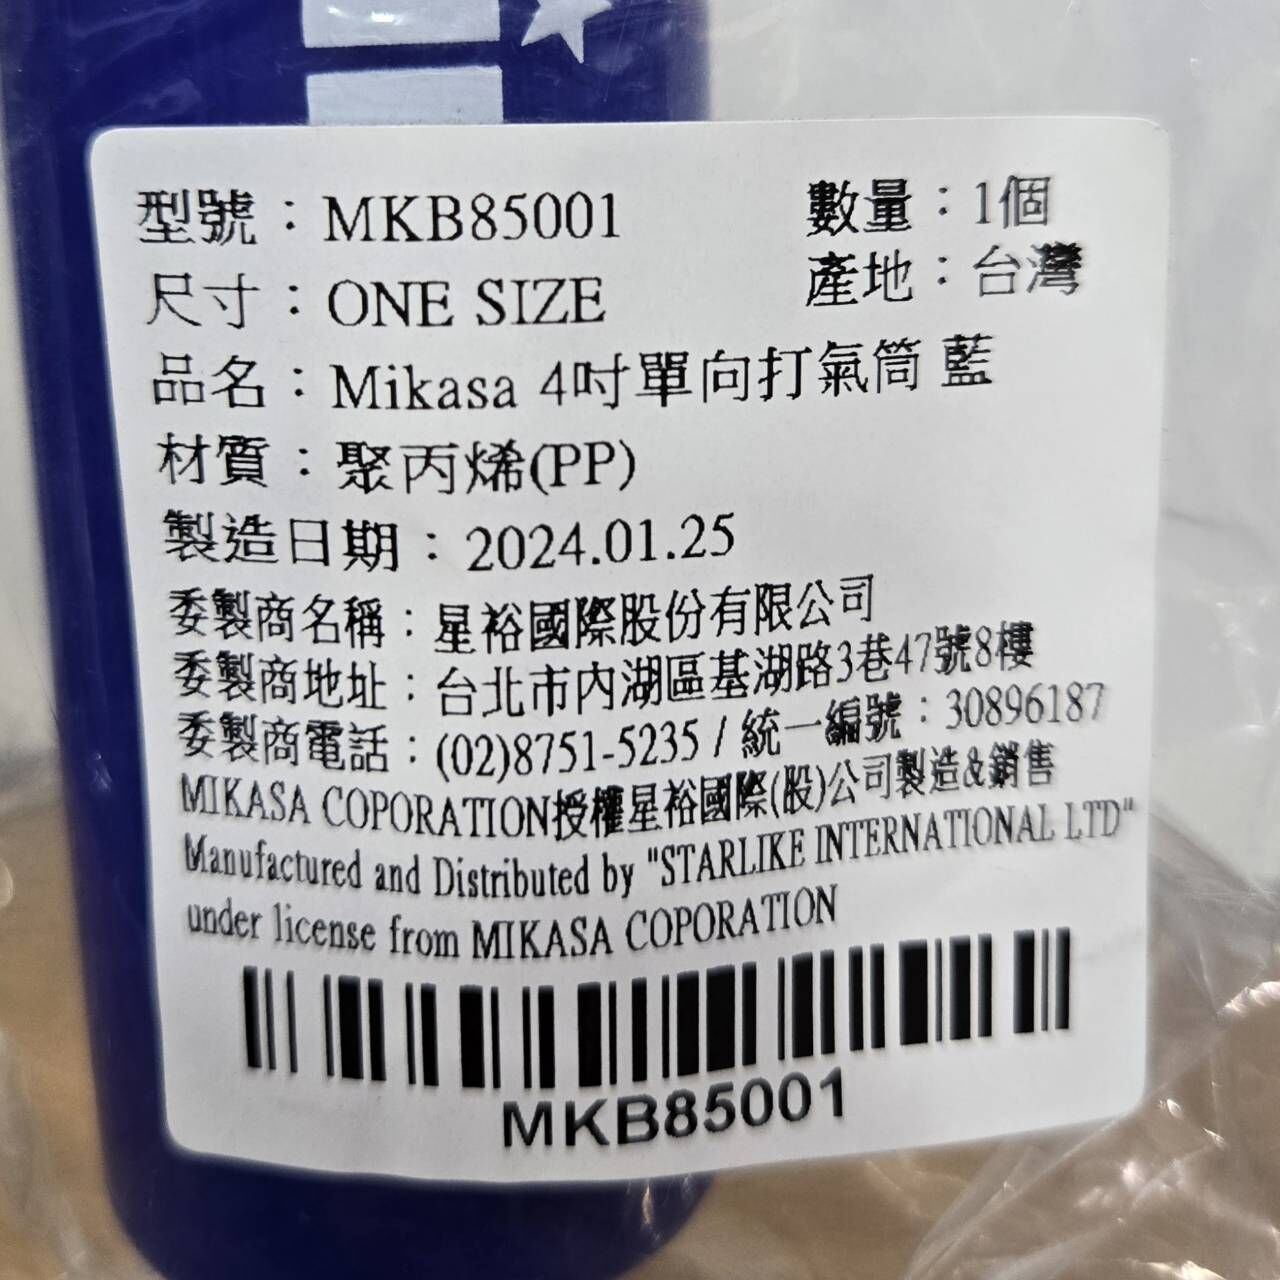 型號：MKB85001 數量：1個
尺寸：ONE SIZE 產地：台灣
品名：Mikasa 4吋單向打氣筒 藍
材質：聚丙烯(PP)
製造日期：2024.01.25
委製商名稱：星裕國際股份有限公司
委製商地址：台北市內湖區基湖路3巷47號8樓
委製商電話：(02)8751-5235 / 統一編號：30896187
MIKASA COPORATION授權星裕國際(股)公司製造&銷售
Manufactured and Distributed by "STARLIKE INTERNATIONAL LTD"
under license from MIKASA COPORATION
MKB85001